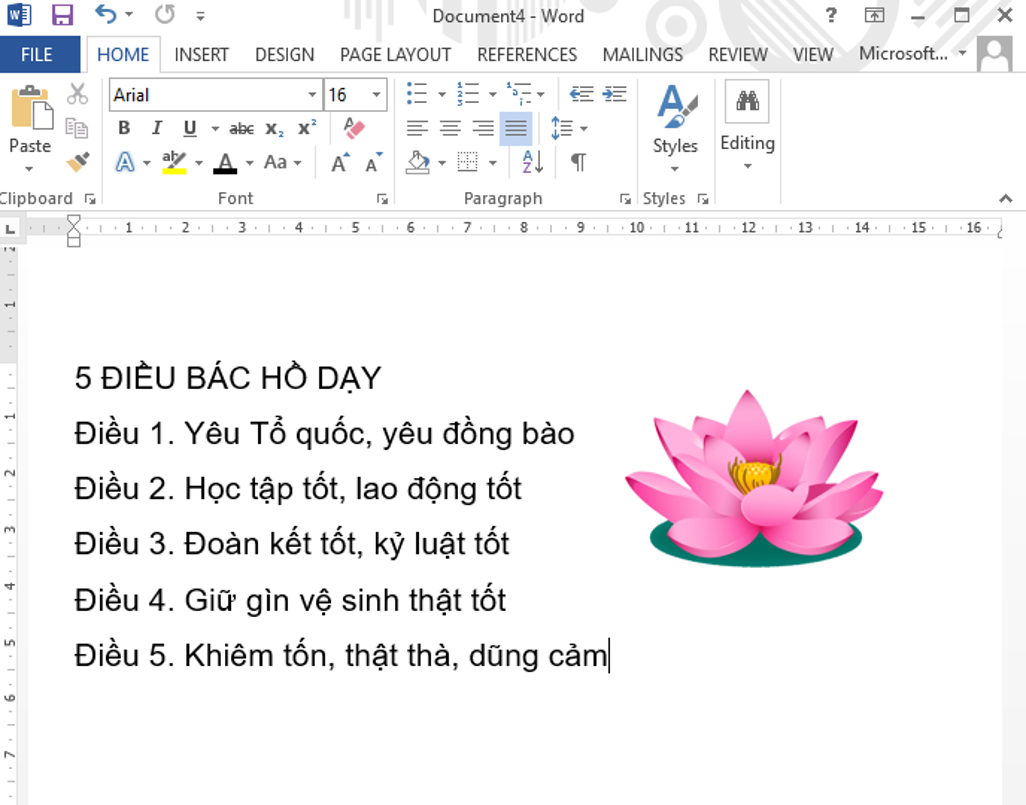 Document4 - Word
?
FILE HOME INSERT DESIGN PAGE LAYOUT REFERENCES MAILINGS REVIEW VIEW Microsoft...
Arial 16
B I U abc X₂ X²
Paste Styles Editing
A ab A Aa A A A Z ¶
Clipboard Font Paragraph Styles
L 1 2 3 4 5 6 7 8 9 10 11 12 13 14 15 16
5 ĐIỀU BÁC HỒ DẠY
Điều 1. Yêu Tổ quốc, yêu đồng bào
Điều 2. Học tập tốt, lao động tốt
Điều 3. Đoàn kết tốt, kỷ luật tốt
Điều 4. Giữ gìn vệ sinh thật tốt
Điều 5. Khiêm tốn, thật thà, dũng cảm